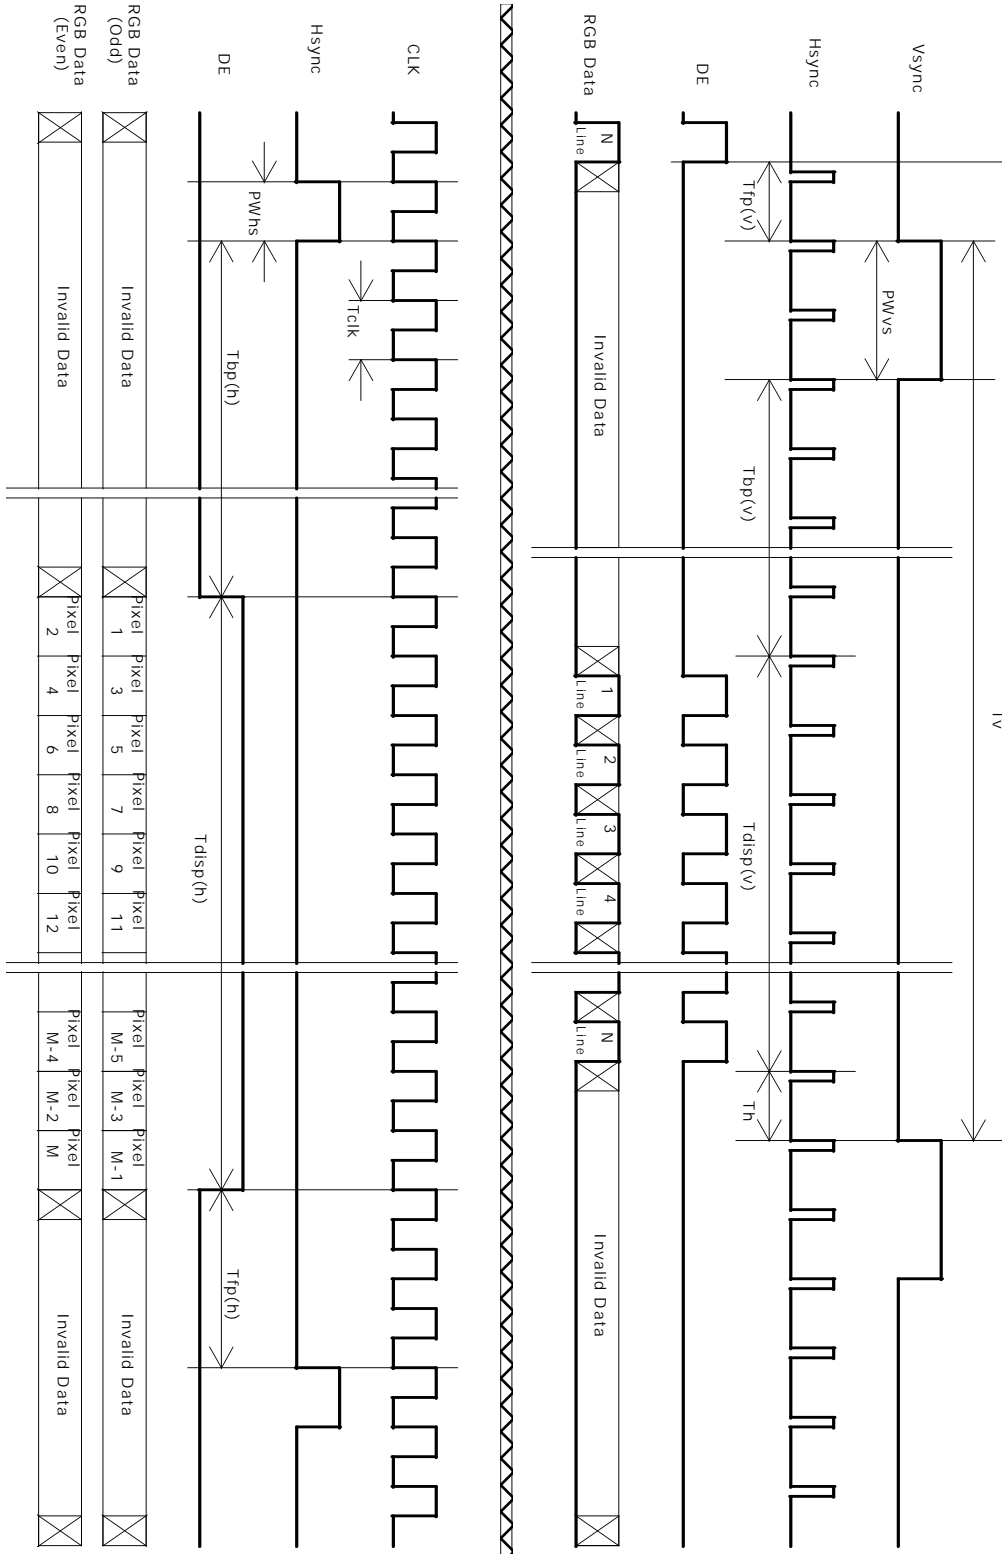 Vsync
Tv
PWvs
Hsync
Tfp(v)
Tbp(v)
Tdisp(v)
Th
DE
RGB Data
Line N
Invalid Data
Line 1
Line 2
Line 3
Line 4
Line N
Invalid Data
CLK
Tclk
Hsync
PWhs
DE
Tbp(h)
Tdisp(h)
Tfp(h)
RGB Data
(Odd)
Invalid Data
Pixel 1
Pixel 3
Pixel 5
Pixel 7
Pixel 9
Pixel 11
Pixel M-5
Pixel M-3
Pixel M-1
Invalid Data
RGB Data
(Even)
Invalid Data
Pixel 2
Pixel 4
Pixel 6
Pixel 8
Pixel 10
Pixel 12
Pixel M-4
Pixel M-2
Pixel M
Invalid Data